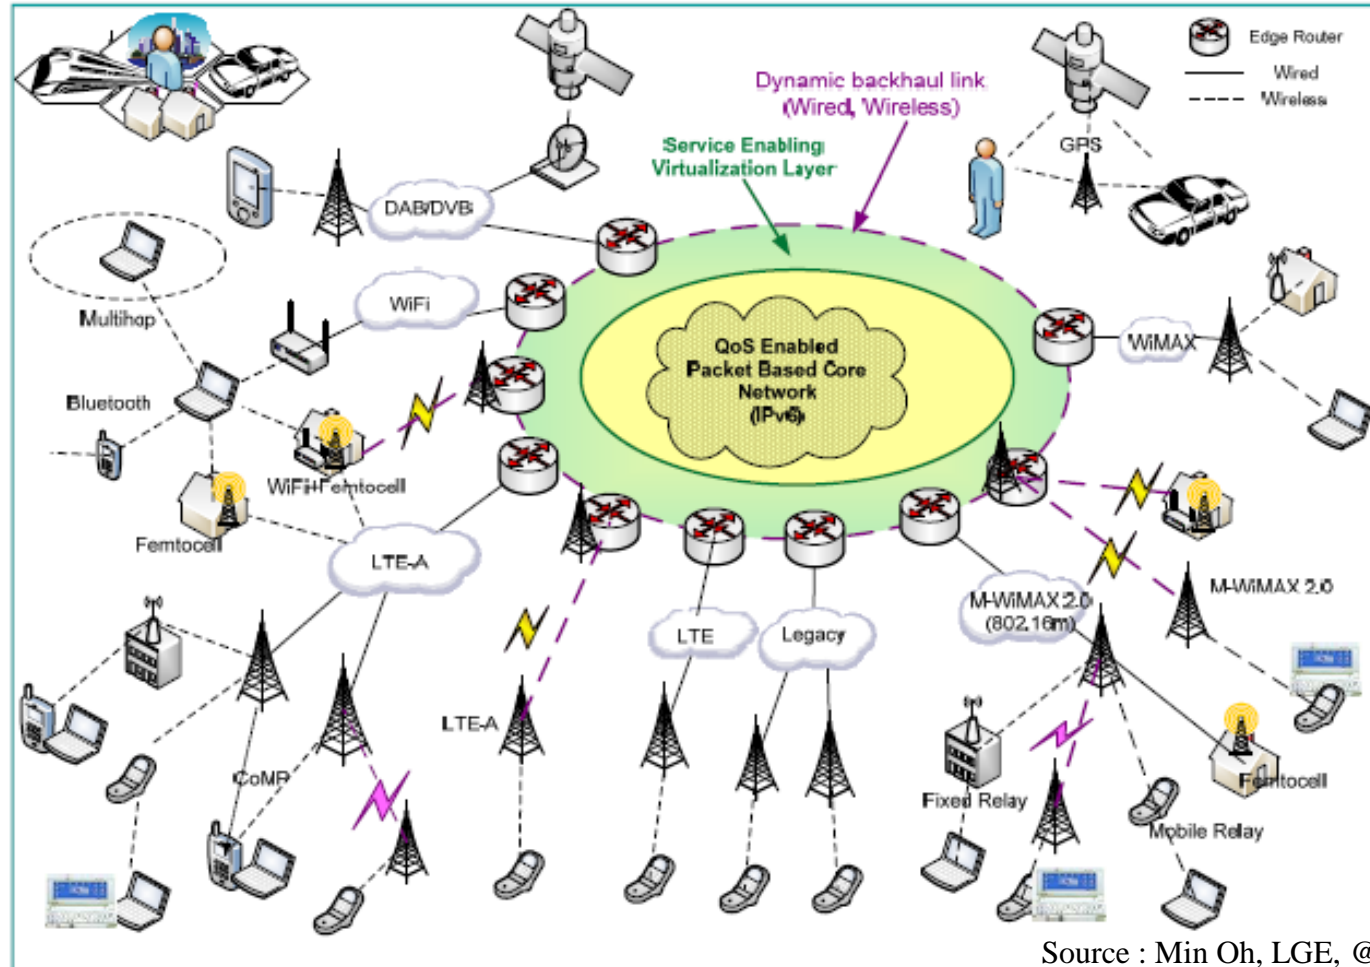 Edge Router
Wired
Wireless
Dynamic backhaul link
(Wired, Wireless)
GPS
Service Enabling
Virtualization Layer
DAB/DVB
WiFi
Multihop
WiMAX
QoS Enabled
Packet Based Core
Network
(IPv6)
Bluetooth
WiFi+Femtocell
Femtocell
LTE-A
M-WiMAX 2.0
M-WiMAX 2.0
(802.16m)
LTE
Legacy
LTE-A
CoMP
Fixed Relay
Femtocell
Mobile Relay
Source : Min Oh, LGE, @